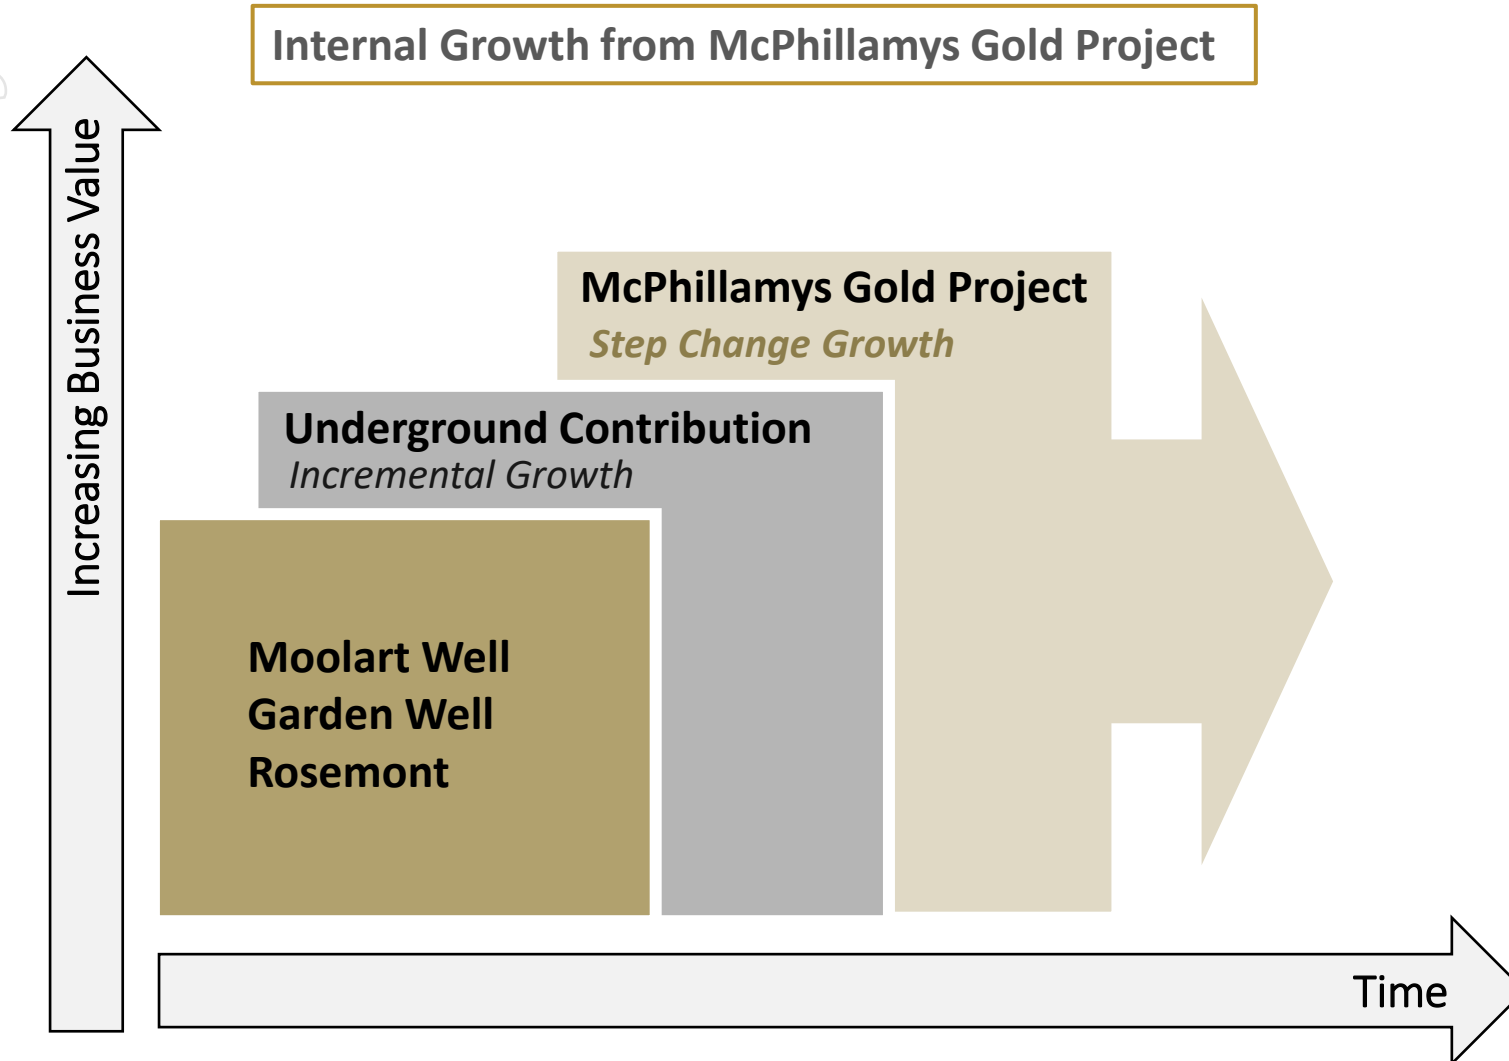 Internal Growth from McPhillamys Gold Project
Increasing Business Value
McPhillamys Gold Project
Step Change Growth
Underground Contribution
Incremental Growth
Moolart Well
Garden Well
Rosemont
Time